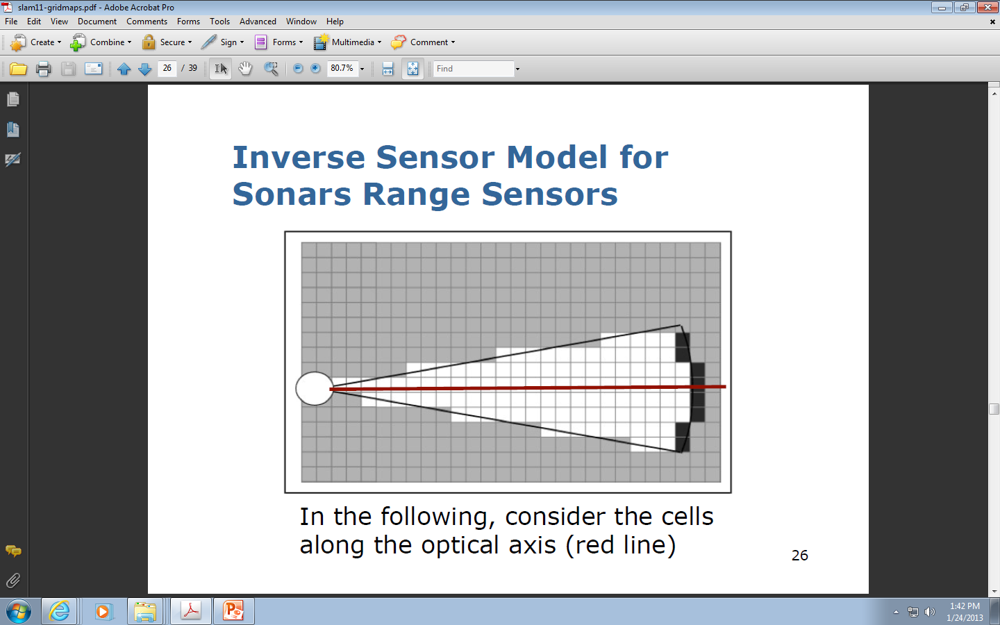 slam11-gridmaps.pdf - Adobe Acrobat Pro
File Edit View Document Comments Forms Tools Advanced Window Help
Create Combine Secure Sign Forms Multimedia Comment
26 / 39 80.7% Find
Inverse Sensor Model for
Sonars Range Sensors
In the following, consider the cells
along the optical axis (red line)
26
1:42 PM
1/24/2013